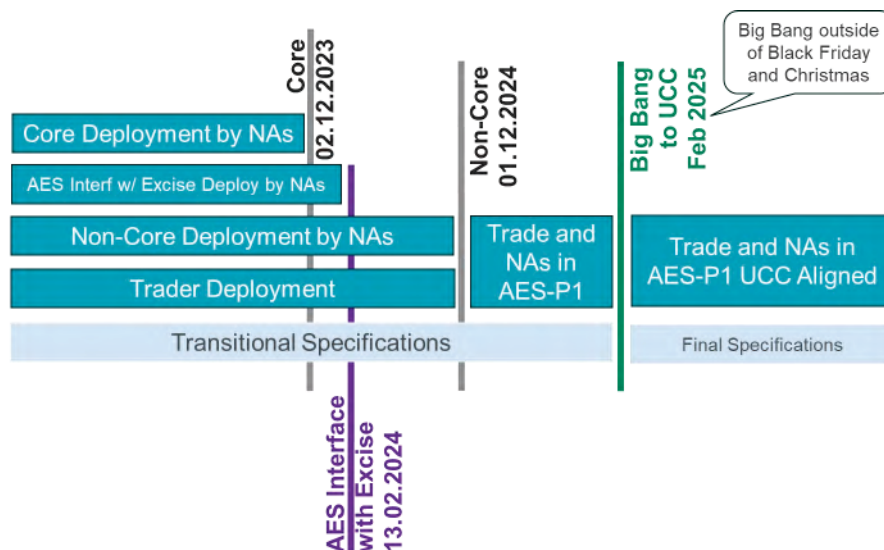 Big Bang outside
of Black Friday
and Christmas
Core
02.12.2023
Non-Core
01.12.2024
Big Bang
to UCC
Feb 2025
Core Deployment by NAs
AES Interf w/ Excise Deploy by NAs
Non-Core Deployment by NAs
Trader Deployment
Trade and
NAs in
AES-P1
Trade and NAs in
AES-P1 UCC Aligned
Transitional Specifications
Final Specifications
AES Interface
with Excise
13.02.2024